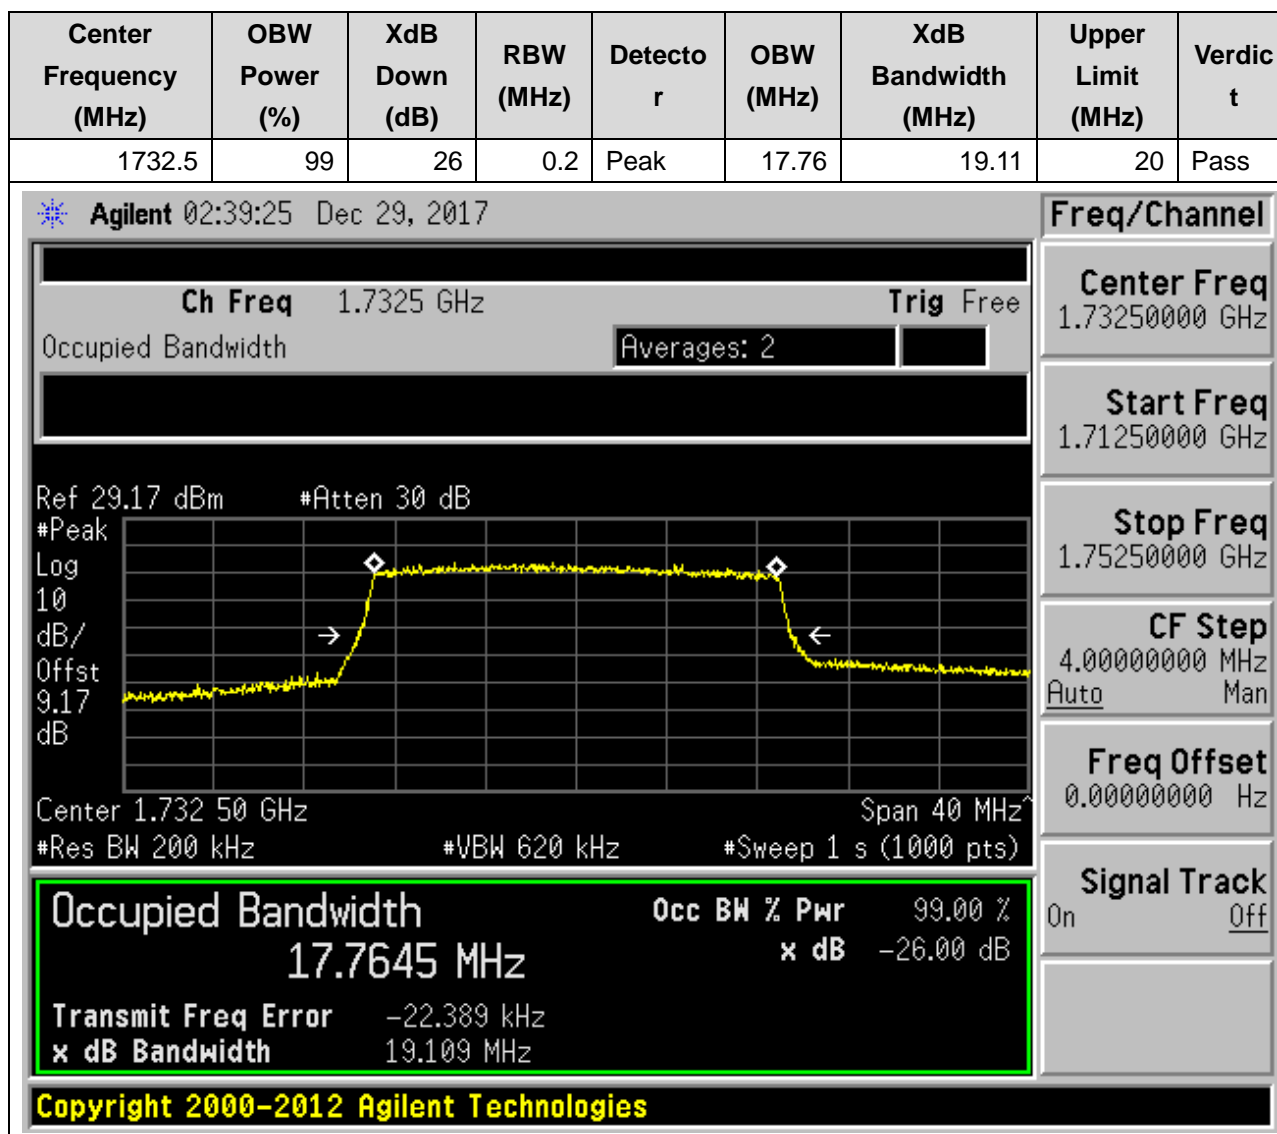 Center Frequency (MHz) OBW Power (%) XdB Down (dB) RBW (MHz) Detecto r OBW (MHz) XdB Bandwidth (MHz) Upper Limit (MHz) Verdic t
1732.5 99 26 0.2 Peak 17.76 19.11 20 Pass
Agilent 02:39:25 Dec 29, 2017
Ch Freq 1.7325 GHz Trig Free
Occupied Bandwidth Averages: 2
Ref 29.17 dBm #Atten 30 dB
#Peak
Log
10
dB/
Offst
9.17
dB
Center 1.732 50 GHz Span 40 MHz^
#Res BW 200 kHz #VBW 620 kHz #Sweep 1 s (1000 pts)
Occupied Bandwidth Occ BW % Pwr 99.00 %
17.7645 MHz x dB -26.00 dB
Transmit Freq Error -22.389 kHz
x dB Bandwidth 19.109 MHz
Copyright 2000-2012 Agilent Technologies
Freq/Channel
Center Freq
1.73250000 GHz
Start Freq
1.71250000 GHz
Stop Freq
1.75250000 GHz
CF Step
4.00000000 MHz
Auto Man
Freq Offset
0.00000000 Hz
Signal Track
On Off